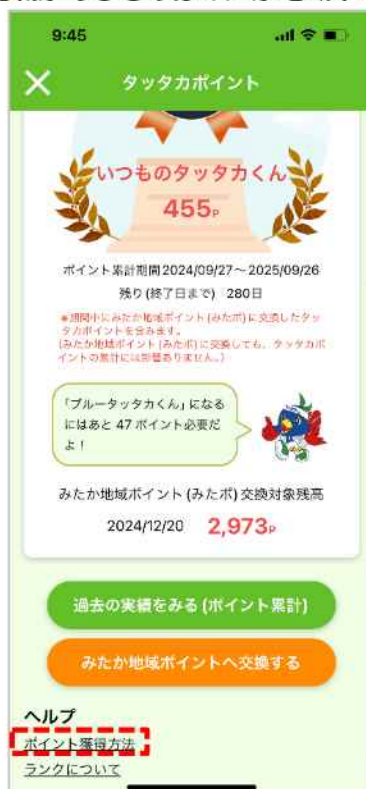 9:45
タッタカポイント
いつものタッタカくん
455P
ポイント累計期間2024/09/27～2025/09/26
残り(終了日まで) 280日
※期間中にみたか地域ポイント(みたポ)に交換したタッ
タカポイントを含みます。
(みたか地域ポイント(みたポ)に交換しても、タッタカポ
イントの累計には影響ありません。)
「ブルータッタカくん」になる
にはあと 47 ポイント必要だ
よ!
みたか地域ポイント(みたポ)交換対象残高
2024/12/20 2,973P
過去の実績をみる(ポイント累計)
みたか地域ポイントへ交換する
ヘルプ
ポイント獲得方法
ランクについて